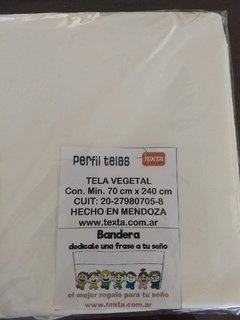 Perfil telas TEXTA
TELA VEGETAL
Con. Min. 70 cm x 240 cm
CUIT: 20-27980705-8
HECHO EN MENDOZA
www.texta.com.ar
Bandera
dedicale una frase a tu seño
el mejor regalo para tu seño
www.texta.com.ar